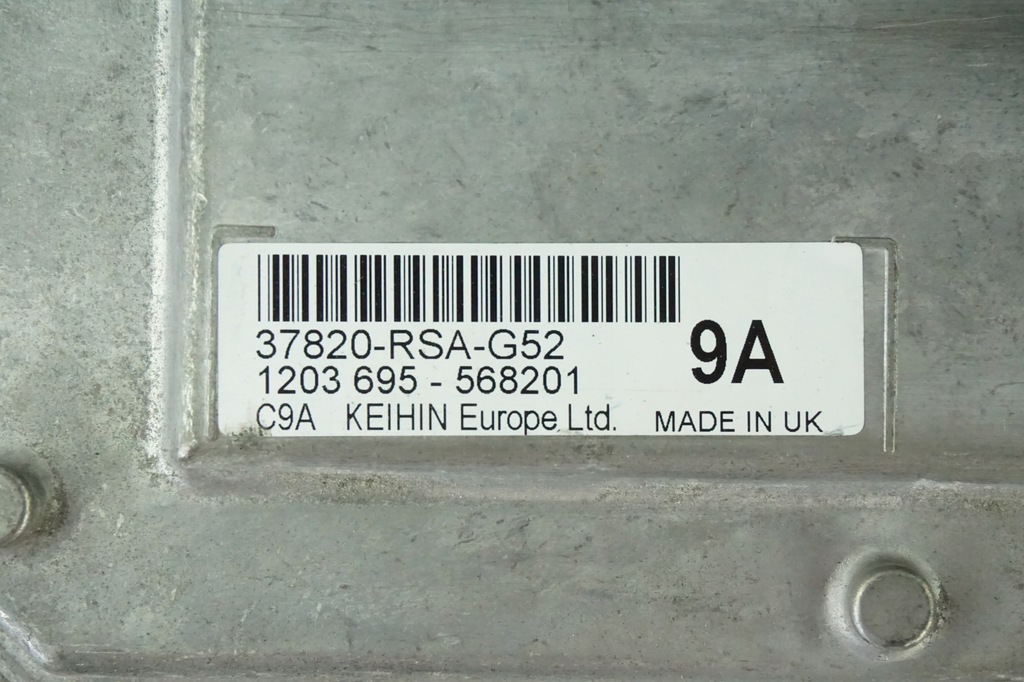 37820-RSA-G52
9A
1203 695 - 568201
C9A KEIHIN Europe Ltd. MADE IN UK